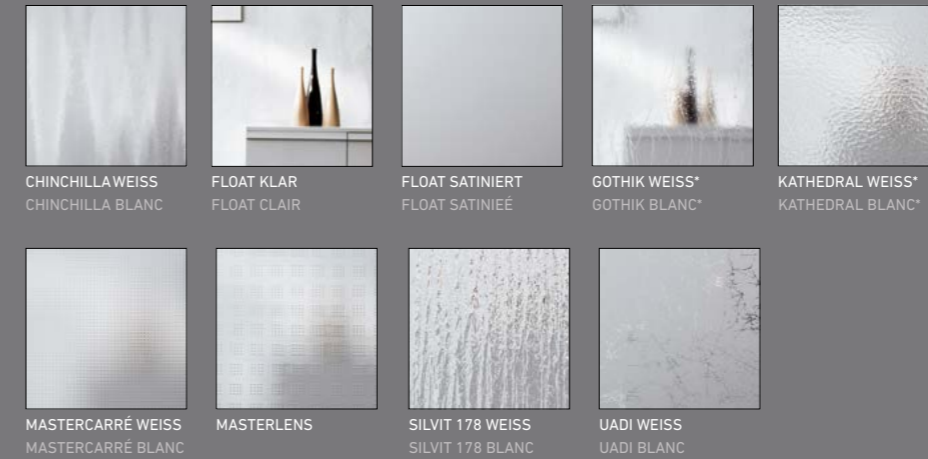 CHINCHILLA WEISS
CHINCHILLA BLANC
FLOAT KLAR
FLOAT CLAIR
FLOAT SATINIERT
FLOAT SATINIEÉ
GOTHIK WEISS*
GOTHIK BLANC*
KATHEDRAL WEISS*
KATHEDRAL BLANC*
MASTERCARRÉ WEISS
MASTERCARRÉ BLANC
MASTERLENS
SILVIT 178 WEISS
SILVIT 178 BLANC
UADI WEISS
UADI BLANC